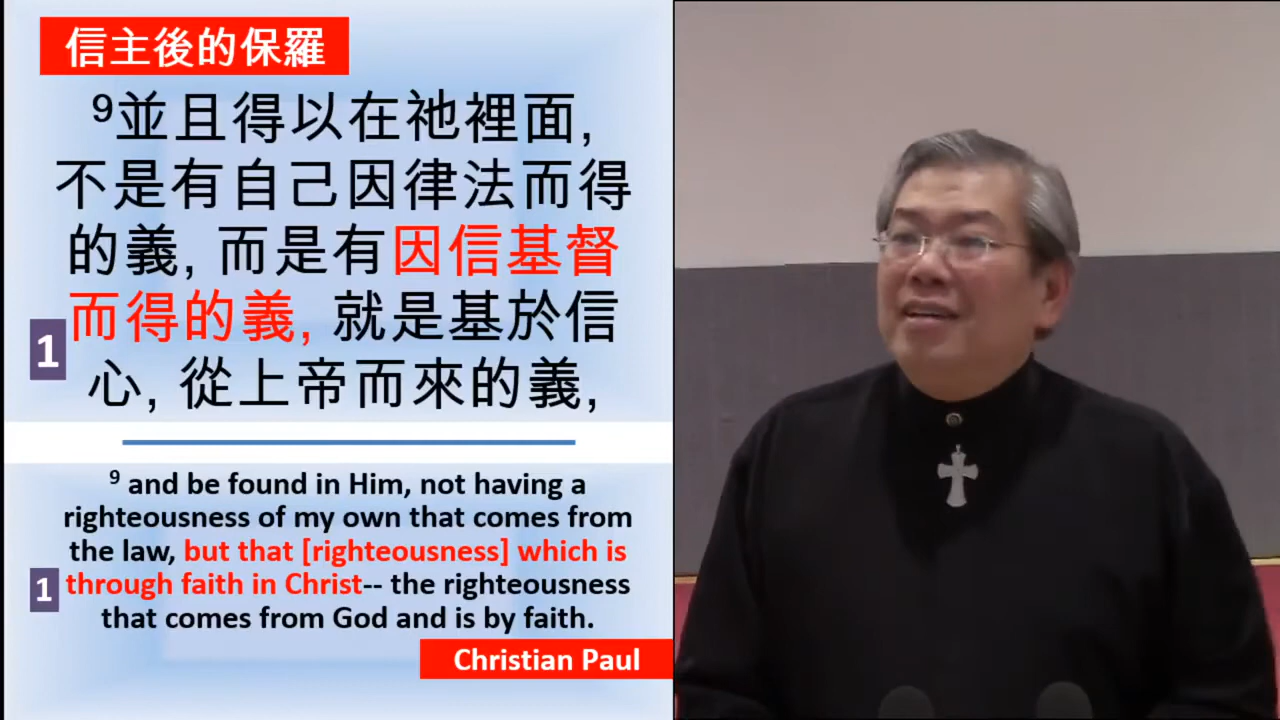 信主後的保羅
9並且得以在祂裡面,
不是有自己因律法而得
的義, 而是有因信基督
而得的義, 就是基於信
1
心, 從上帝而來的義,
9 and be found in Him, not having a
righteousness of my own that comes from
the law, but that [righteousness] which is
1
through faith in Christ-- the righteousness
that comes from God and is by faith.
Christian Paul